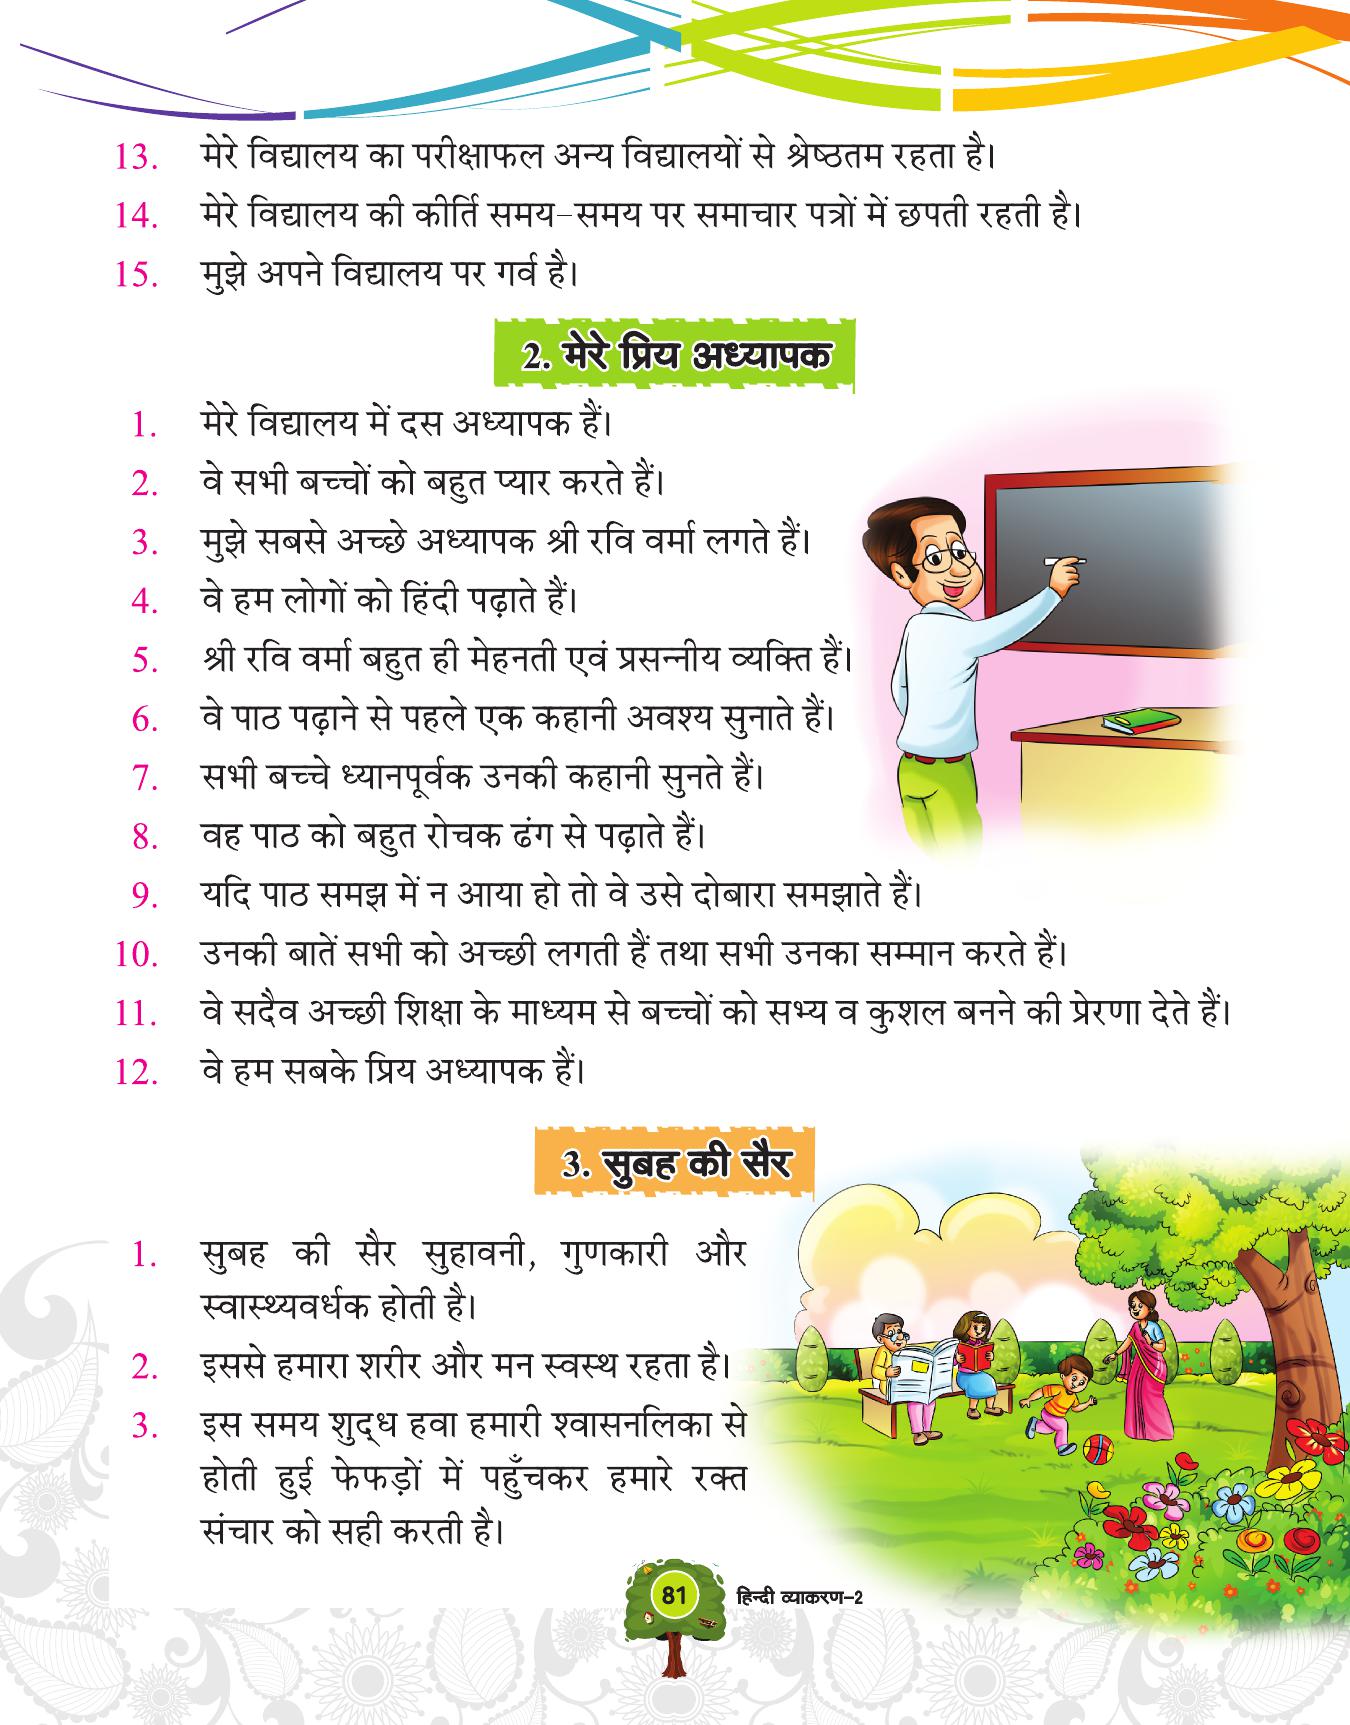 13. मेरे विद्यालय का परीक्षाफल अन्य विद्यालयों से श्रेष्ठतम रहता है।
14. मेरे विद्यालय की कीर्ति समय-समय पर समाचार पत्रों में छपती रहती है।
15. मुझे अपने विद्यालय पर गर्व है।
2. मेरे प्रिय अध्यापक
1. मेरे विद्यालय में दस अध्यापक हैं।
2. वे सभी बच्चों को बहुत प्यार करते हैं।
3. मुझे सबसे अच्छे अध्यापक श्री रवि वर्मा लगते हैं।
4. वे हम लोगों को हिंदी पढ़ाते हैं।
5. श्री रवि वर्मा बहुत ही मेहनती एवं प्रसन्नीय व्यक्ति हैं।
6. वे पाठ पढ़ाने से पहले एक कहानी अवश्य सुनाते हैं।
7. सभी बच्चे ध्यानपूर्वक उनकी कहानी सुनते हैं।
8. वह पाठ को बहुत रोचक ढंग से पढ़ाते हैं।
9. यदि पाठ समझ में न आया हो तो वे उसे दोबारा समझाते हैं।
10. उनकी बातें सभी को अच्छी लगती हैं तथा सभी उनका सम्मान करते हैं।
11. वे सदैव अच्छी शिक्षा के माध्यम से बच्चों को सभ्य व कुशल बनने की प्रेरणा देते हैं।
12. वे हम सबके प्रिय अध्यापक हैं।
3. सुबह की सैर
1. सुबह की सैर सुहावनी, गुणकारी और
स्वास्थ्यवर्धक होती है।
2. इससे हमारा शरीर और मन स्वस्थ रहता है।
3. इस समय शुद्ध हवा हमारी श्वासनलिका से
होती हुई फेफड़ों में पहुँचकर हमारे रक्त
संचार को सही करती है।
81 हिन्दी व्याकरण-2